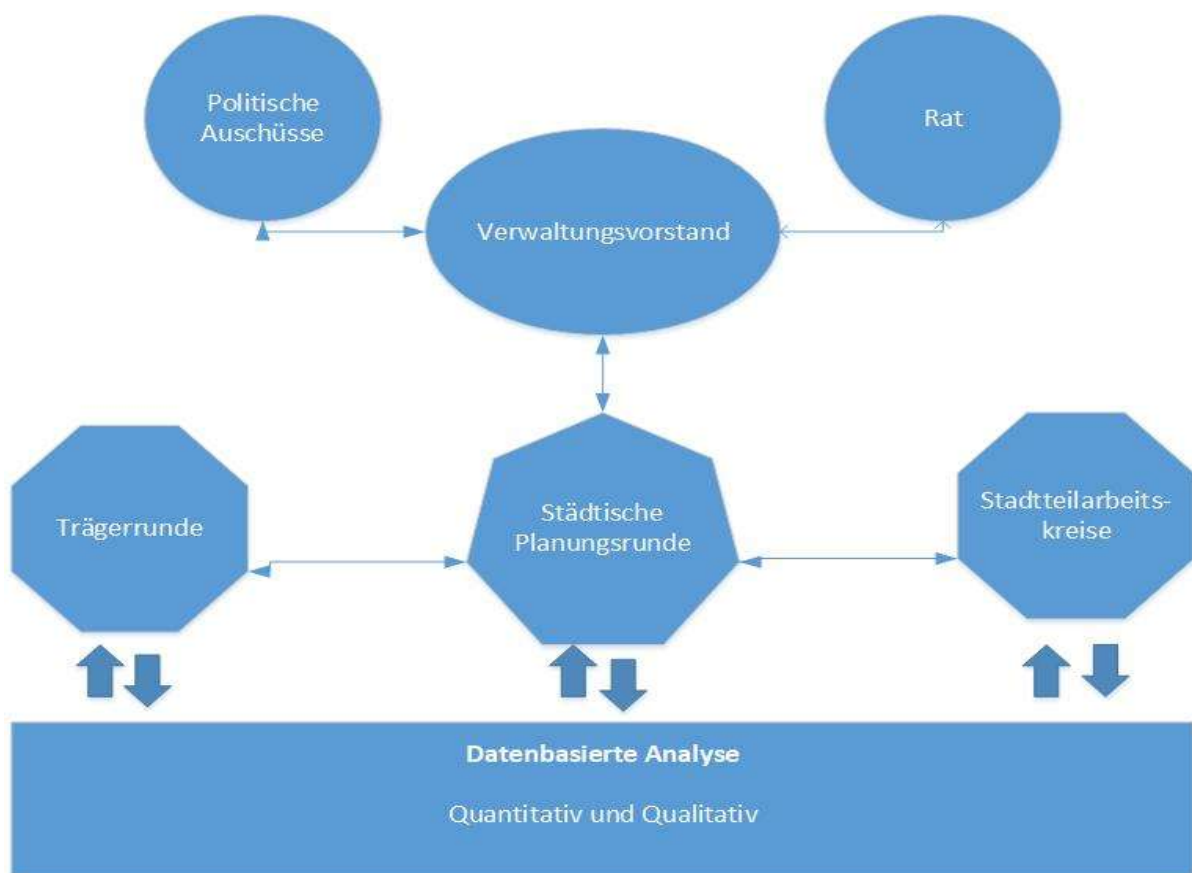 Politische
Auschüsse
Rat
Verwaltungsvorstand
Trägerrunde
Städtische
Planungsrunde
Stadtteilarbeits-
kreise
Datenbasierte Analyse
Quantitativ und Qualitativ